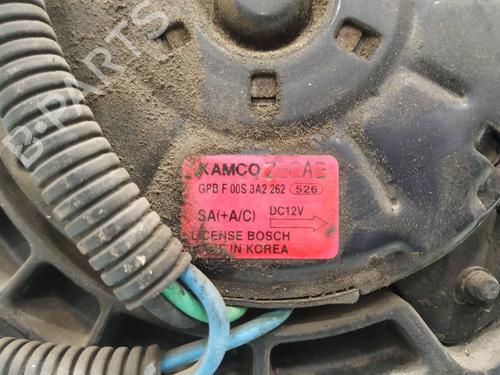 KAMCO
GPB F 00S 3A2 262 526
SA(+A/C) DC12V
LICENSE BOSCH
IN KOREA
B-PARTS